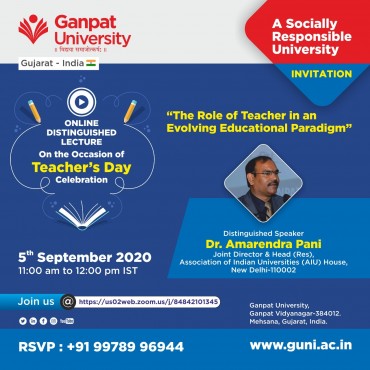 Ganpat
University
॥ विद्यया समाजोत्कर्षः ॥
Gujarat - India
A Socially
Responsible
University
INVITATION
ONLINE
DISTINGUISHED
LECTURE
On the Occasion of
Teacher's Day
Celebration
"The Role of Teacher in an
Evolving Educational Paradigm"
Distinguished Speaker
Dr. Amarendra Pani
Joint Director & Head (Res),
Association of Indian Universities (AIU) House,
New Delhi-110002
5th September 2020
11:00 am to 12:00 pm IST
Join us @ https://us02web.zoom.us/j/84842101345
Ganpat University,
Ganpat Vidyanagar-384012.
Mehsana, Gujarat, India.
RSVP : +91 99789 96944
www.guni.ac.in